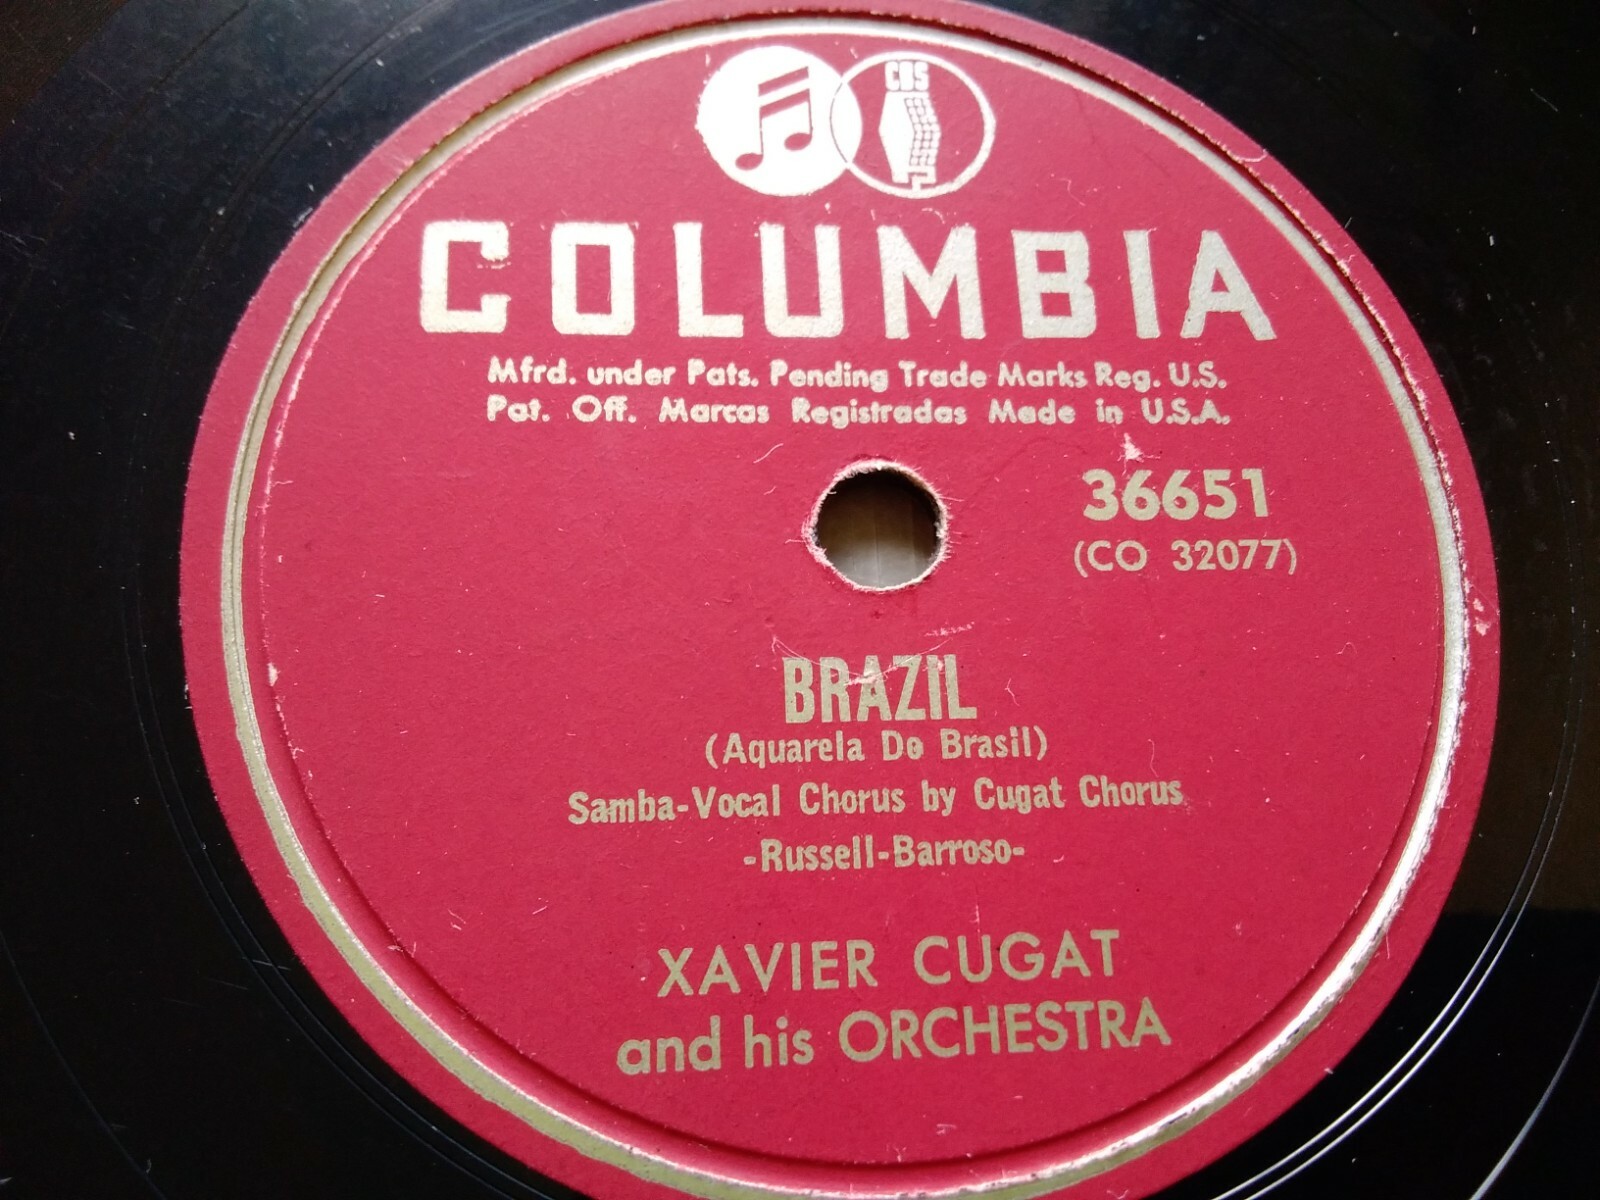 CBS
COLUMBIA
Mfrd. under Pats. Pending Trade Marks Reg. U.S.
Pat. Off. Marcas Registradas Made in U.S.A.
36651
(CO 32077)
BRAZIL
(Aquarela Do Brasil)
Samba-Vocal Chorus by Cugat Chorus
-Russell-Barroso-
XAVIER CUGAT
and his ORCHESTRA